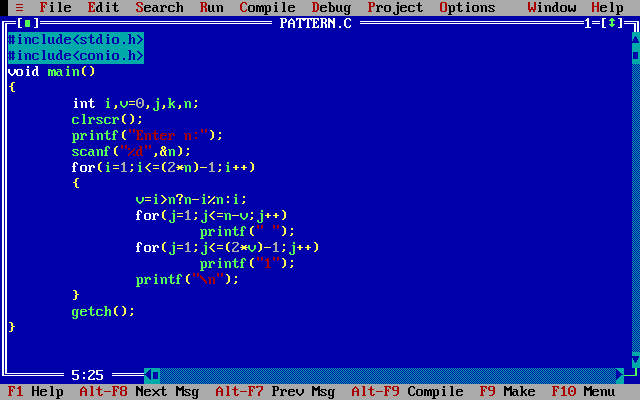 ≡ File Edit Search Run Compile Debug Project Options Window Help
[■] PATTERN.C 1=[↕]
#include<stdio.h>
#include<conio.h>
void main()
{
int i,v=0,j,k,n;
clrscr();
printf("Enter n:");
scanf("%d",&n);
for(i=1;i<=(2*n)-1;i++)
{
v=i>n?n-i%n:i;
for(j=1;j<=n-v;j++)
printf(" ");
for(j=1;j<=(2*v)-1;j++)
printf("1");
printf("\n");
}
getch();
}
5:25
F1 Help Alt-F8 Next Msg Alt-F7 Prev Msg Alt-F9 Compile F9 Make F10 Menu